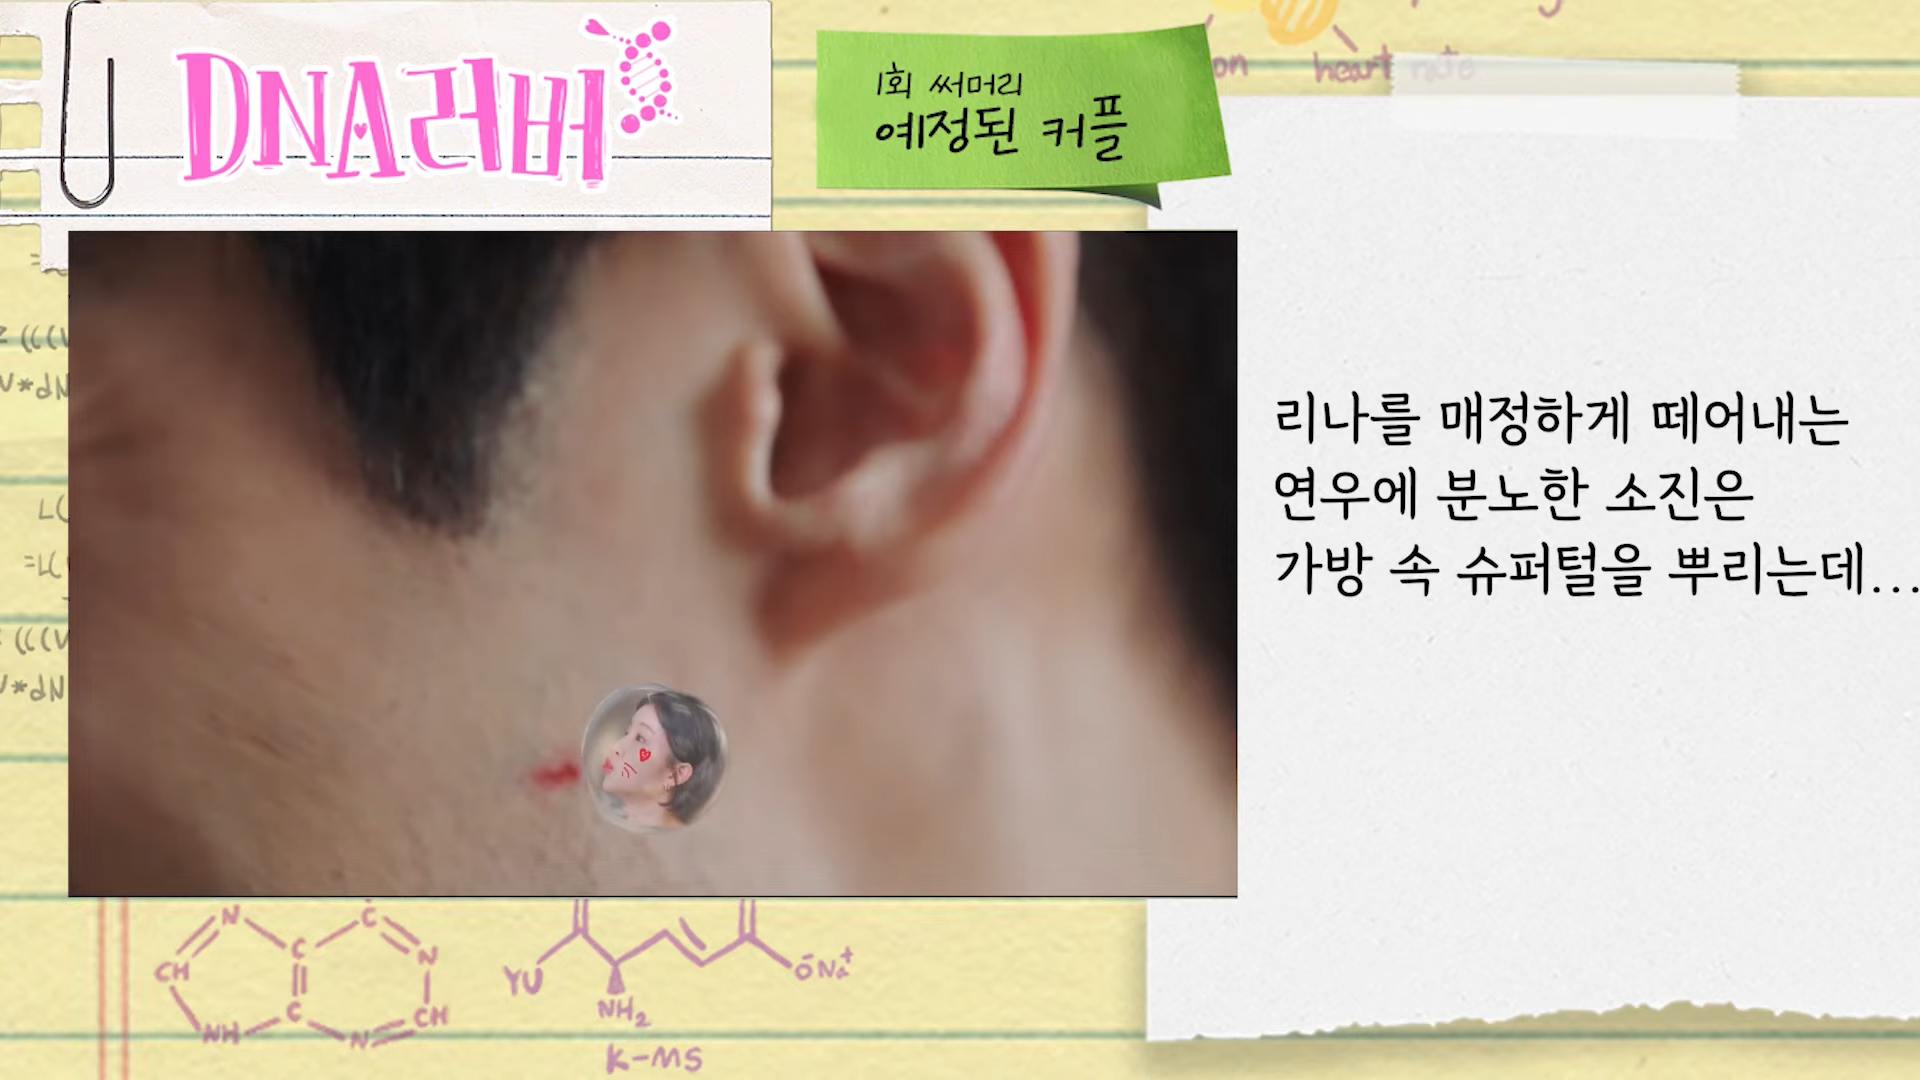 DNA러버
1회 써머리
예정된 커플
heart rate
리나를 매정하게 떼어내는
연우에 분노한 소진은
가방 속 슈퍼털을 뿌리는데...
N
C
N
CH
C
C
CH
NH
N
YU
NH₂
ŌNa⁺
K-MS